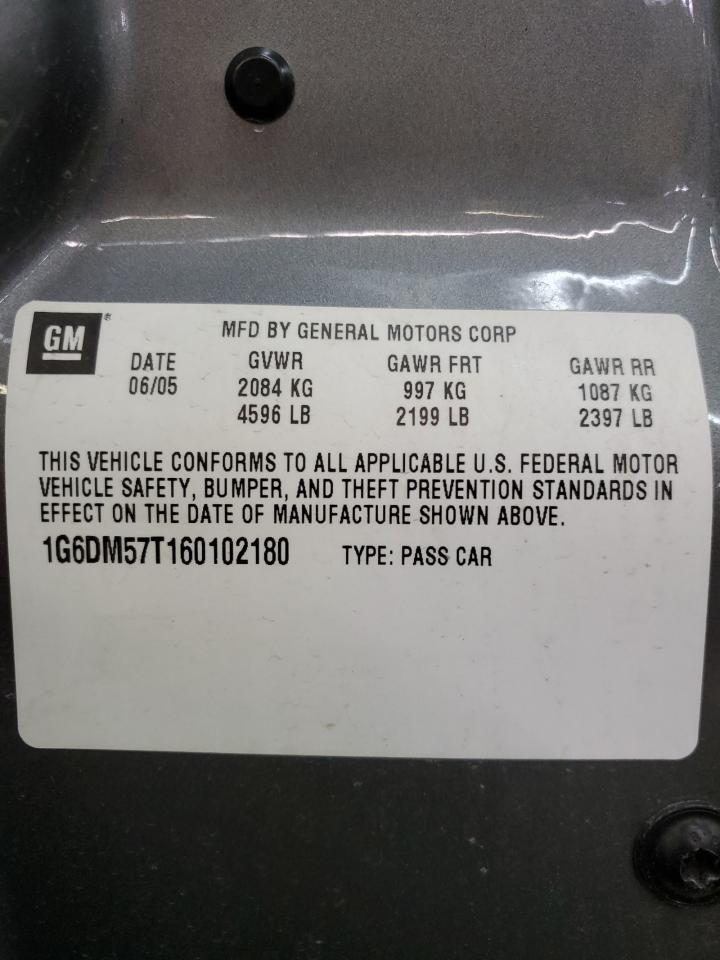 GM®
MFD BY GENERAL MOTORS CORP
DATE GVWR GAWR FRT GAWR RR
06/05 2084 KG 997 KG 1087 KG
4596 LB 2199 LB 2397 LB
THIS VEHICLE CONFORMS TO ALL APPLICABLE U.S. FEDERAL MOTOR
VEHICLE SAFETY, BUMPER, AND THEFT PREVENTION STANDARDS IN
EFFECT ON THE DATE OF MANUFACTURE SHOWN ABOVE.
1G6DM57T160102180 TYPE: PASS CAR